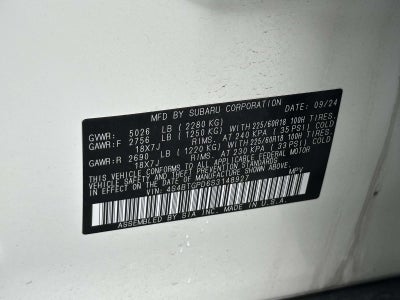 MFD BY SUBARU CORPORATION DATE: 09/24
GVWR: 5026 LB (2280 KG)
GAWR: F 2756 LB (1250 KG) WITH 225/60R18 100H TIRES.
18X7J RIMS. AT 240 KPA (35 PSI) COLD
GAWR: R 2690 LB (1220 KG) WITH 225/60R18 100H TIRES.
18X7J RIMS. AT 230 KPA (33 PSI) COLD
THIS VEHICLE CONFORMS TO ALL APPLICABLE FEDERAL MOTOR
VEHICLE SAFETY AND THEFT PREVENTION STANDARDS
IN EFFECT ON THE DATE OF MANUFACTURE SHOWN ABOVE.
VIN: 4S4BTGPD6S3148927 MPV
ASSEMBLED BY SIA INC. MADE IN U.S.A.